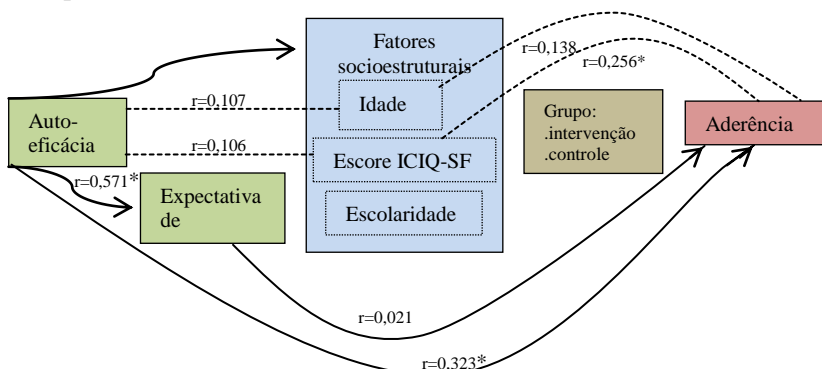 Fatores
socioestruturais
r=0,138
r=0,256*
Idade
r=0,107
Auto-
eficácia
r=0,106
Escore ICIQ-SF
Grupo:
.intervenção
.controle
Aderência
r=0,571*
Expectativa
de
Escolaridade
r=0,021
r=0,323*